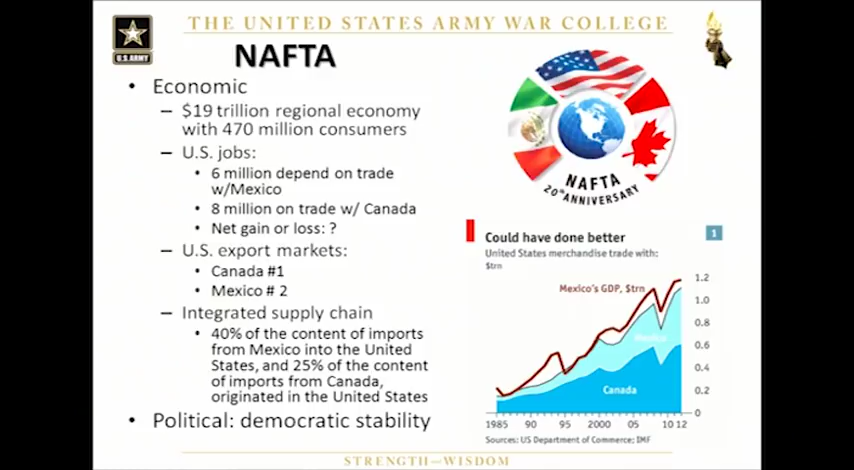 THE UNITED STATES ARMY WAR COLLEGE
U.S. ARMY
NAFTA
• Economic
– $19 trillion regional economy
with 470 million consumers
– U.S. jobs:
• 6 million depend on trade
w/Mexico
• 8 million on trade w/ Canada
• Net gain or loss: ?
– U.S. export markets:
• Canada #1
• Mexico # 2
– Integrated supply chain
• 40% of the content of imports
from Mexico into the United
States, and 25% of the content
of imports from Canada,
originated in the United States
• Political: democratic stability
NAFTA
20th ANNIVERSARY
Could have done better
1
United States merchandise trade with:
$trn
Mexico's GDP, $trn
1.2
1.0
0.8
Mexico
0.6
0.4
Canada
0.2
0
1985 90 95 2000 05 10 12
Sources: US Department of Commerce; IMF
STRENGTH—WISDOM